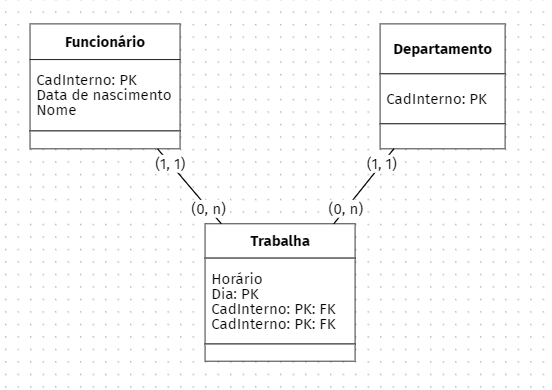 Funcionário
CadInterno: PK
Data de nascimento
Nome
Departamento
CadInterno: PK
(1, 1)
(1, 1)
(0, n)
(0, n)
Trabalha
Horário
Dia: PK
CadInterno: PK: FK
CadInterno: PK: FK